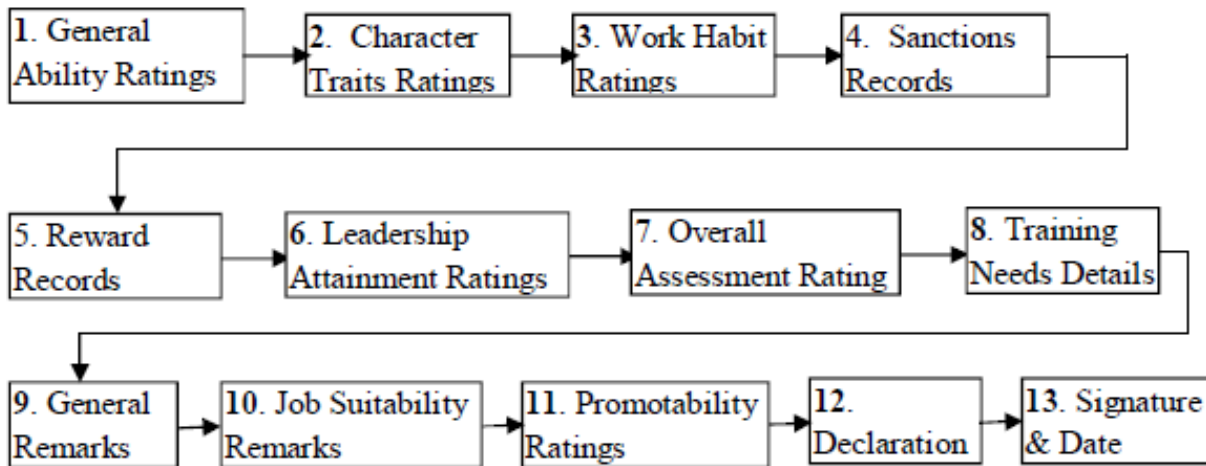 1. General
Ability Ratings
2. Character
Traits Ratings
3. Work Habit
Ratings
4. Sanctions
Records
5. Reward
Records
6. Leadership
Attainment Ratings
7. Overall
Assessment Rating
8. Training
Needs Details
9. General
Remarks
10. Job Suitability
Remarks
11. Promotability
Ratings
12.
Declaration
13. Signature
& Date